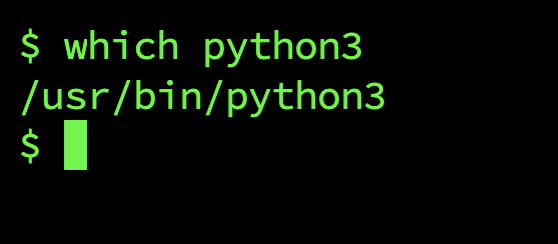 $ which python3
/usr/bin/python3
$